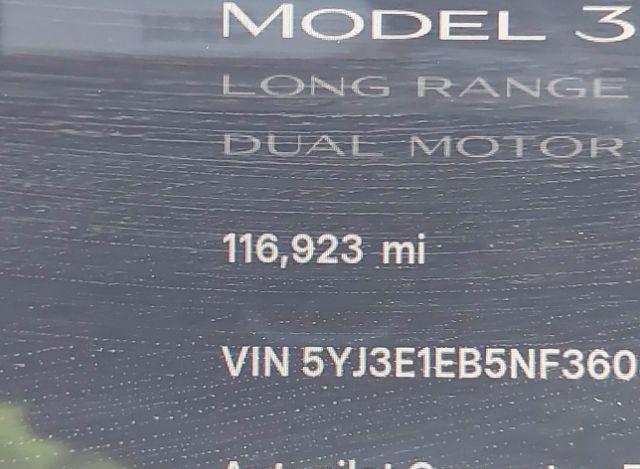 MODEL 3
LONG RANGE
DUAL MOTOR
116,923 mi
VIN 5YJ3E1EB5NF360